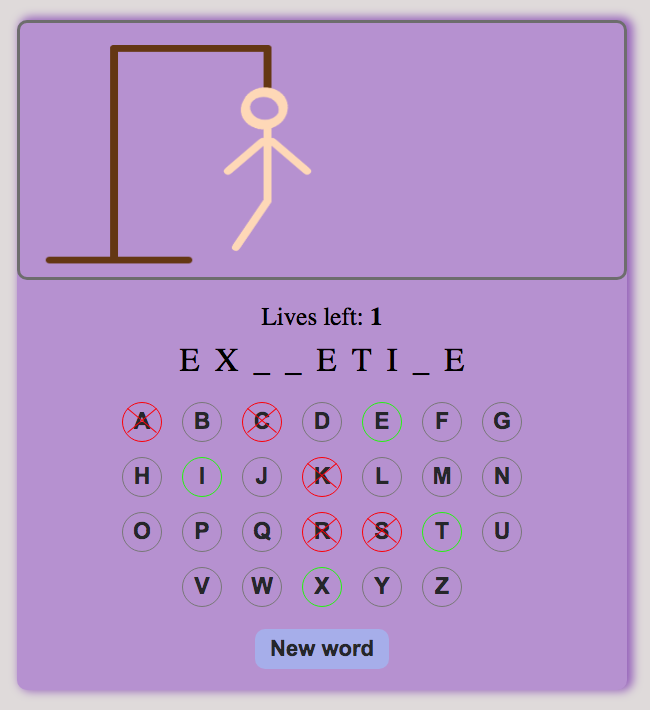 Lives left: 1
E X _ _ E T I _ E
A B C D E F G
H I J K L M N
O P Q R S T U
V W X Y Z
New word